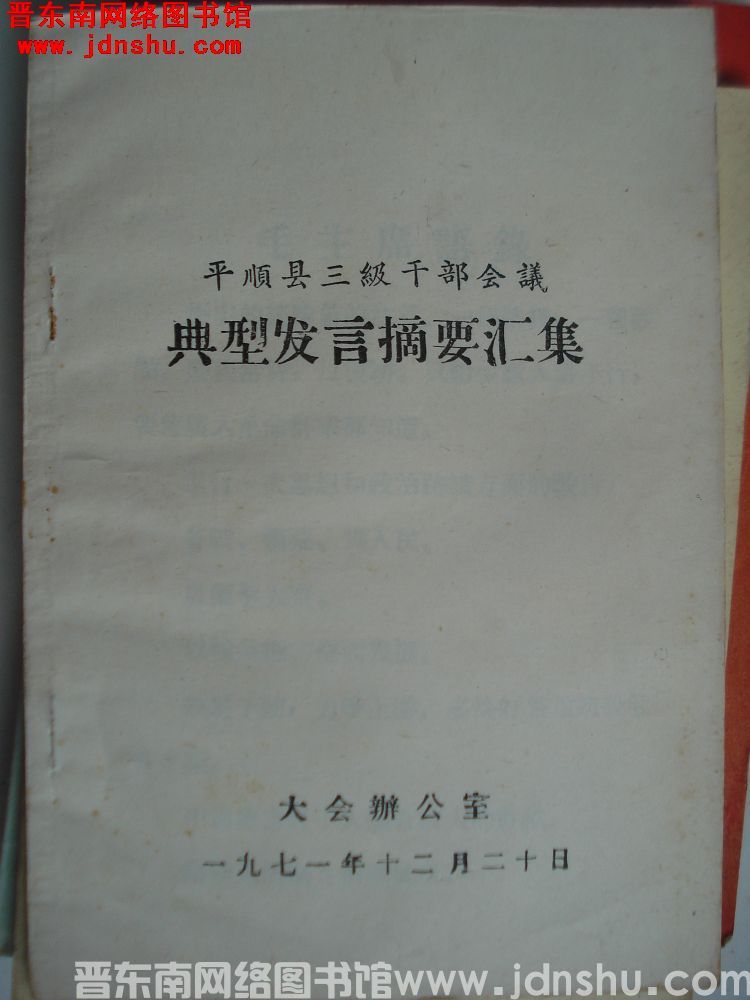 晋东南网络图书馆
www.jdnshu.com
平順县三級干部会議
典型发言摘要汇集
大会辦公室
一九七一年十二月二十日
晋东南网络图书馆www.jdnshu.com